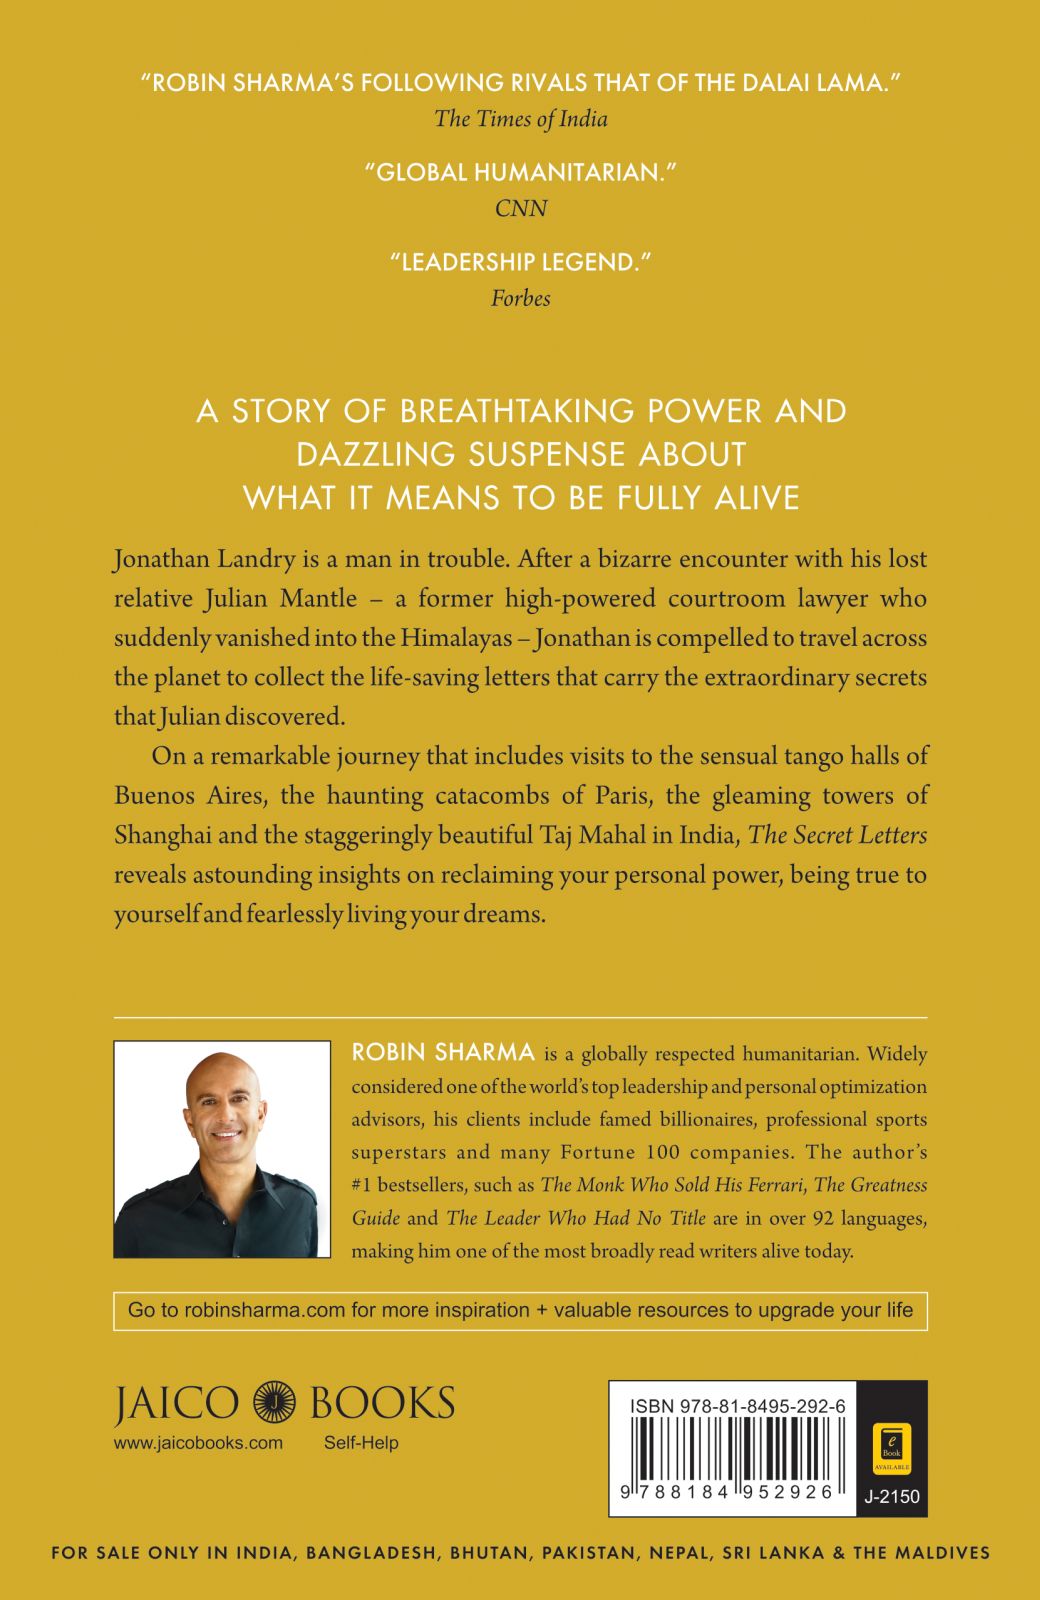 “ROBIN SHARMA’S FOLLOWING RIVALS THAT OF THE DALAI LAMA.”
The Times of India
“GLOBAL HUMANITARIAN.”
CNN
“LEADERSHIP LEGEND.”
Forbes
A STORY OF BREATHTAKING POWER AND
DAZZLING SUSPENSE ABOUT
WHAT IT MEANS TO BE FULLY ALIVE
Jonathan Landry is a man in trouble. After a bizarre encounter with his lost
relative Julian Mantle – a former high-powered courtroom lawyer who
suddenly vanished into the Himalayas – Jonathan is compelled to travel across
the planet to collect the life-saving letters that carry the extraordinary secrets
that Julian discovered.
On a remarkable journey that includes visits to the sensual tango halls of
Buenos Aires, the haunting catacombs of Paris, the gleaming towers of
Shanghai and the staggeringly beautiful Taj Mahal in India, The Secret Letters
reveals astounding insights on reclaiming your personal power, being true to
yourself and fearlessly living your dreams.
ROBIN SHARMA is a globally respected humanitarian. Widely
considered one of the world’s top leadership and personal optimization
advisors, his clients include famed billionaires, professional sports
superstars and many Fortune 100 companies. The author’s
#1 bestsellers, such as The Monk Who Sold His Ferrari, The Greatness
Guide and The Leader Who Had No Title are in over 92 languages,
making him one of the most broadly read writers alive today.
Go to robinsharma.com for more inspiration + valuable resources to upgrade your life
JAICO J BOOKS
www.jaicobooks.com Self-Help
ISBN 978-81-8495-292-6
9 788184 952926
e
Book
AVAILABLE
J-2150
FOR SALE ONLY IN INDIA, BANGLADESH, BHUTAN, PAKISTAN, NEPAL, SRI LANKA & THE MALDIVES